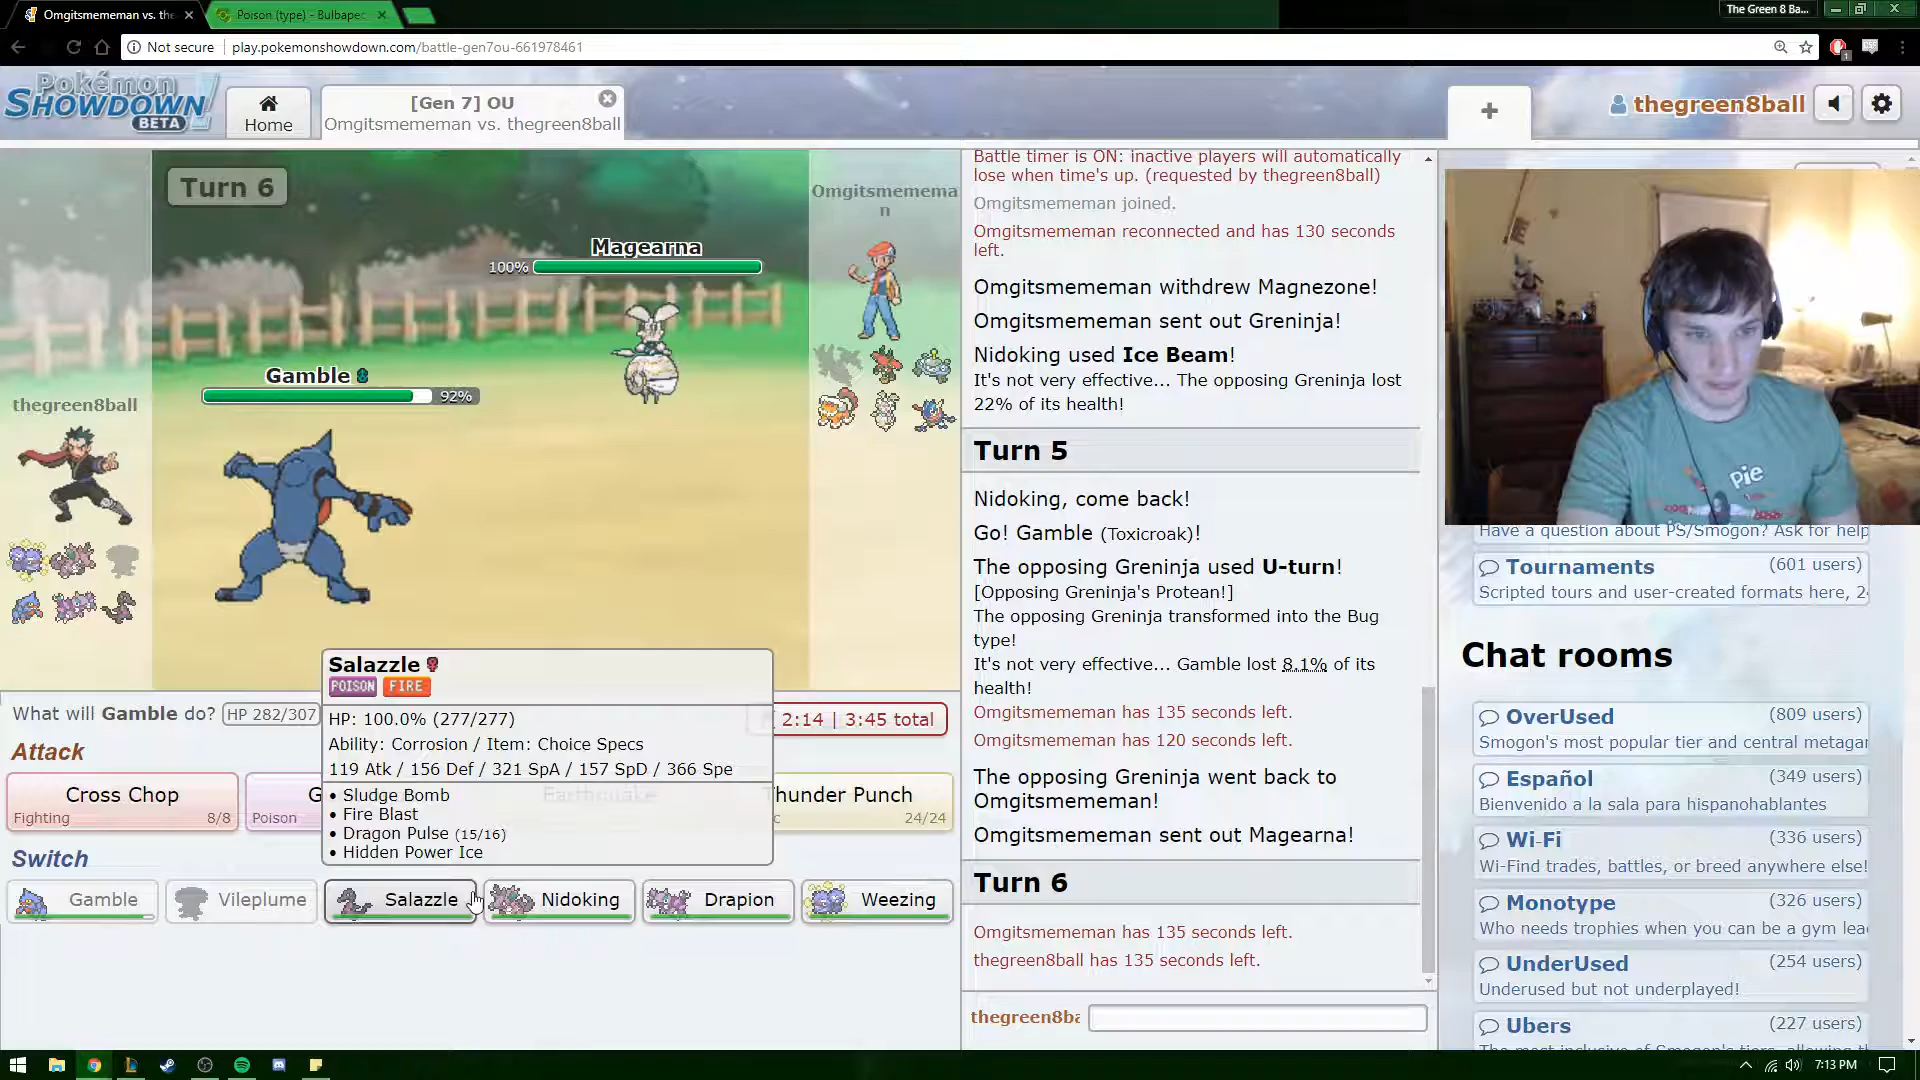 Omgitsmememan vs. the
Poison (type) - Bulbaped
The Green 8 Ba...
Not secure
play.pokemonshowdown.com/battle-gen7ou-661978461
Pokémon
SHOWDOWN
BETA
Home
[Gen 7] OU
Omgitsmememan vs. thegreen8ball
+
thegreen8ball
Turn 6
Omgitsmemema
n
Magearna
100%
Gamble
92%
thegreen8ball
Battle timer is ON: inactive players will automatically
lose when time's up. (requested by thegreen8ball)
Omgitsmememan joined.
Omgitsmememan reconnected and has 130 seconds
left.
Omgitsmememan withdrew Magnezone!
Omgitsmememan sent out Greninja!
Nidoking used Ice Beam!
It's not very effective... The opposing Greninja lost
22% of its health!
Turn 5
Nidoking, come back!
Go! Gamble (Toxicroak)!
The opposing Greninja used U-turn!
[Opposing Greninja's Protean!]
The opposing Greninja transformed into the Bug
type!
It's not very effective... Gamble lost 8.1% of its
health!
Omgitsmememan has 135 seconds left.
Omgitsmememan has 120 seconds left.
The opposing Greninja went back to
Omgitsmememan!
Omgitsmememan sent out Magearna!
Turn 6
Omgitsmememan has 135 seconds left.
thegreen8ball has 135 seconds left.
thegreen8ba
What will Gamble do?
HP 282/307
2:14 | 3:45 total
Attack
Cross Chop
Fighting
8/8
G
Poison
Earthquake
Thunder Punch
c
24/24
Salazzle
POISON
FIRE
HP: 100.0% (277/277)
Ability: Corrosion / Item: Choice Specs
119 Atk / 156 Def / 321 SpA / 157 SpD / 366 Spe
• Sludge Bomb
• Fire Blast
• Dragon Pulse (15/16)
• Hidden Power Ice
Switch
Gamble
Vileplume
Salazzle
Nidoking
Drapion
Weezing
Pie
Have a question about PS/Smogon? Ask for help
Tournaments
(601 users)
Scripted tours and user-created formats here, 24
Chat rooms
OverUsed
(809 users)
Smogon's most popular tier and central metagar
Español
(349 users)
Bienvenido a la sala para hispanohablantes
Wi-Fi
(336 users)
Wi-Find trades, battles, or breed anywhere else!
Monotype
(326 users)
Who needs trophies when you can be a gym lea
UnderUsed
(254 users)
Underused but not underplayed!
Ubers
(227 users)
7:13 PM